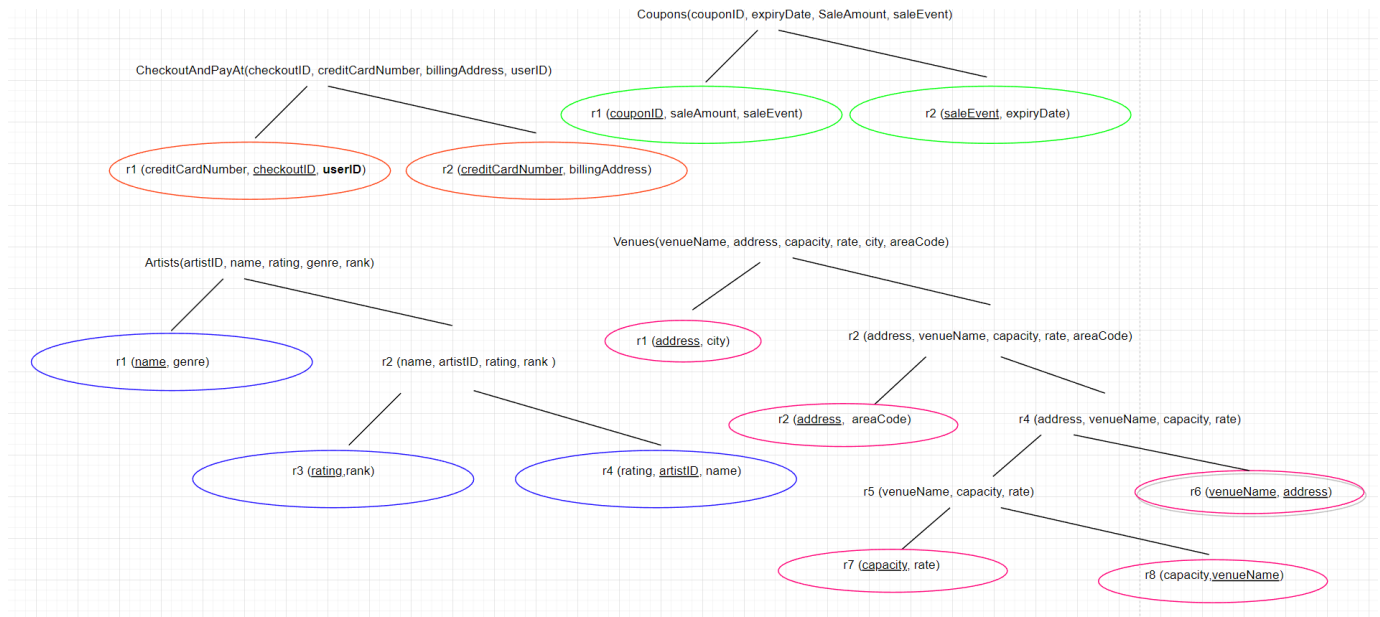 Coupons(couponID, expiryDate, SaleAmount, saleEvent)
CheckoutAndPayAt(checkoutID, creditCardNumber, billingAddress, userID)
r1 (couponID, saleAmount, saleEvent)
r2 (saleEvent, expiryDate)
r1 (creditCardNumber, checkoutID, userID)
r2 (creditCardNumber, billingAddress)
Venues(venueName, address, capacity, rate, city, areaCode)
Artists(artistID, name, rating, genre, rank)
r1 (address, city)
r2 (address, venueName, capacity, rate, areaCode)
r1 (name, genre)
r2 (name, artistID, rating, rank )
r2 (address, areaCode)
r4 (address, venueName, capacity, rate)
r3 (rating,rank)
r4 (rating, artistID, name)
r5 (venueName, capacity, rate)
r6 (venueName, address)
r7 (capacity, rate)
r8 (capacity,venueName)